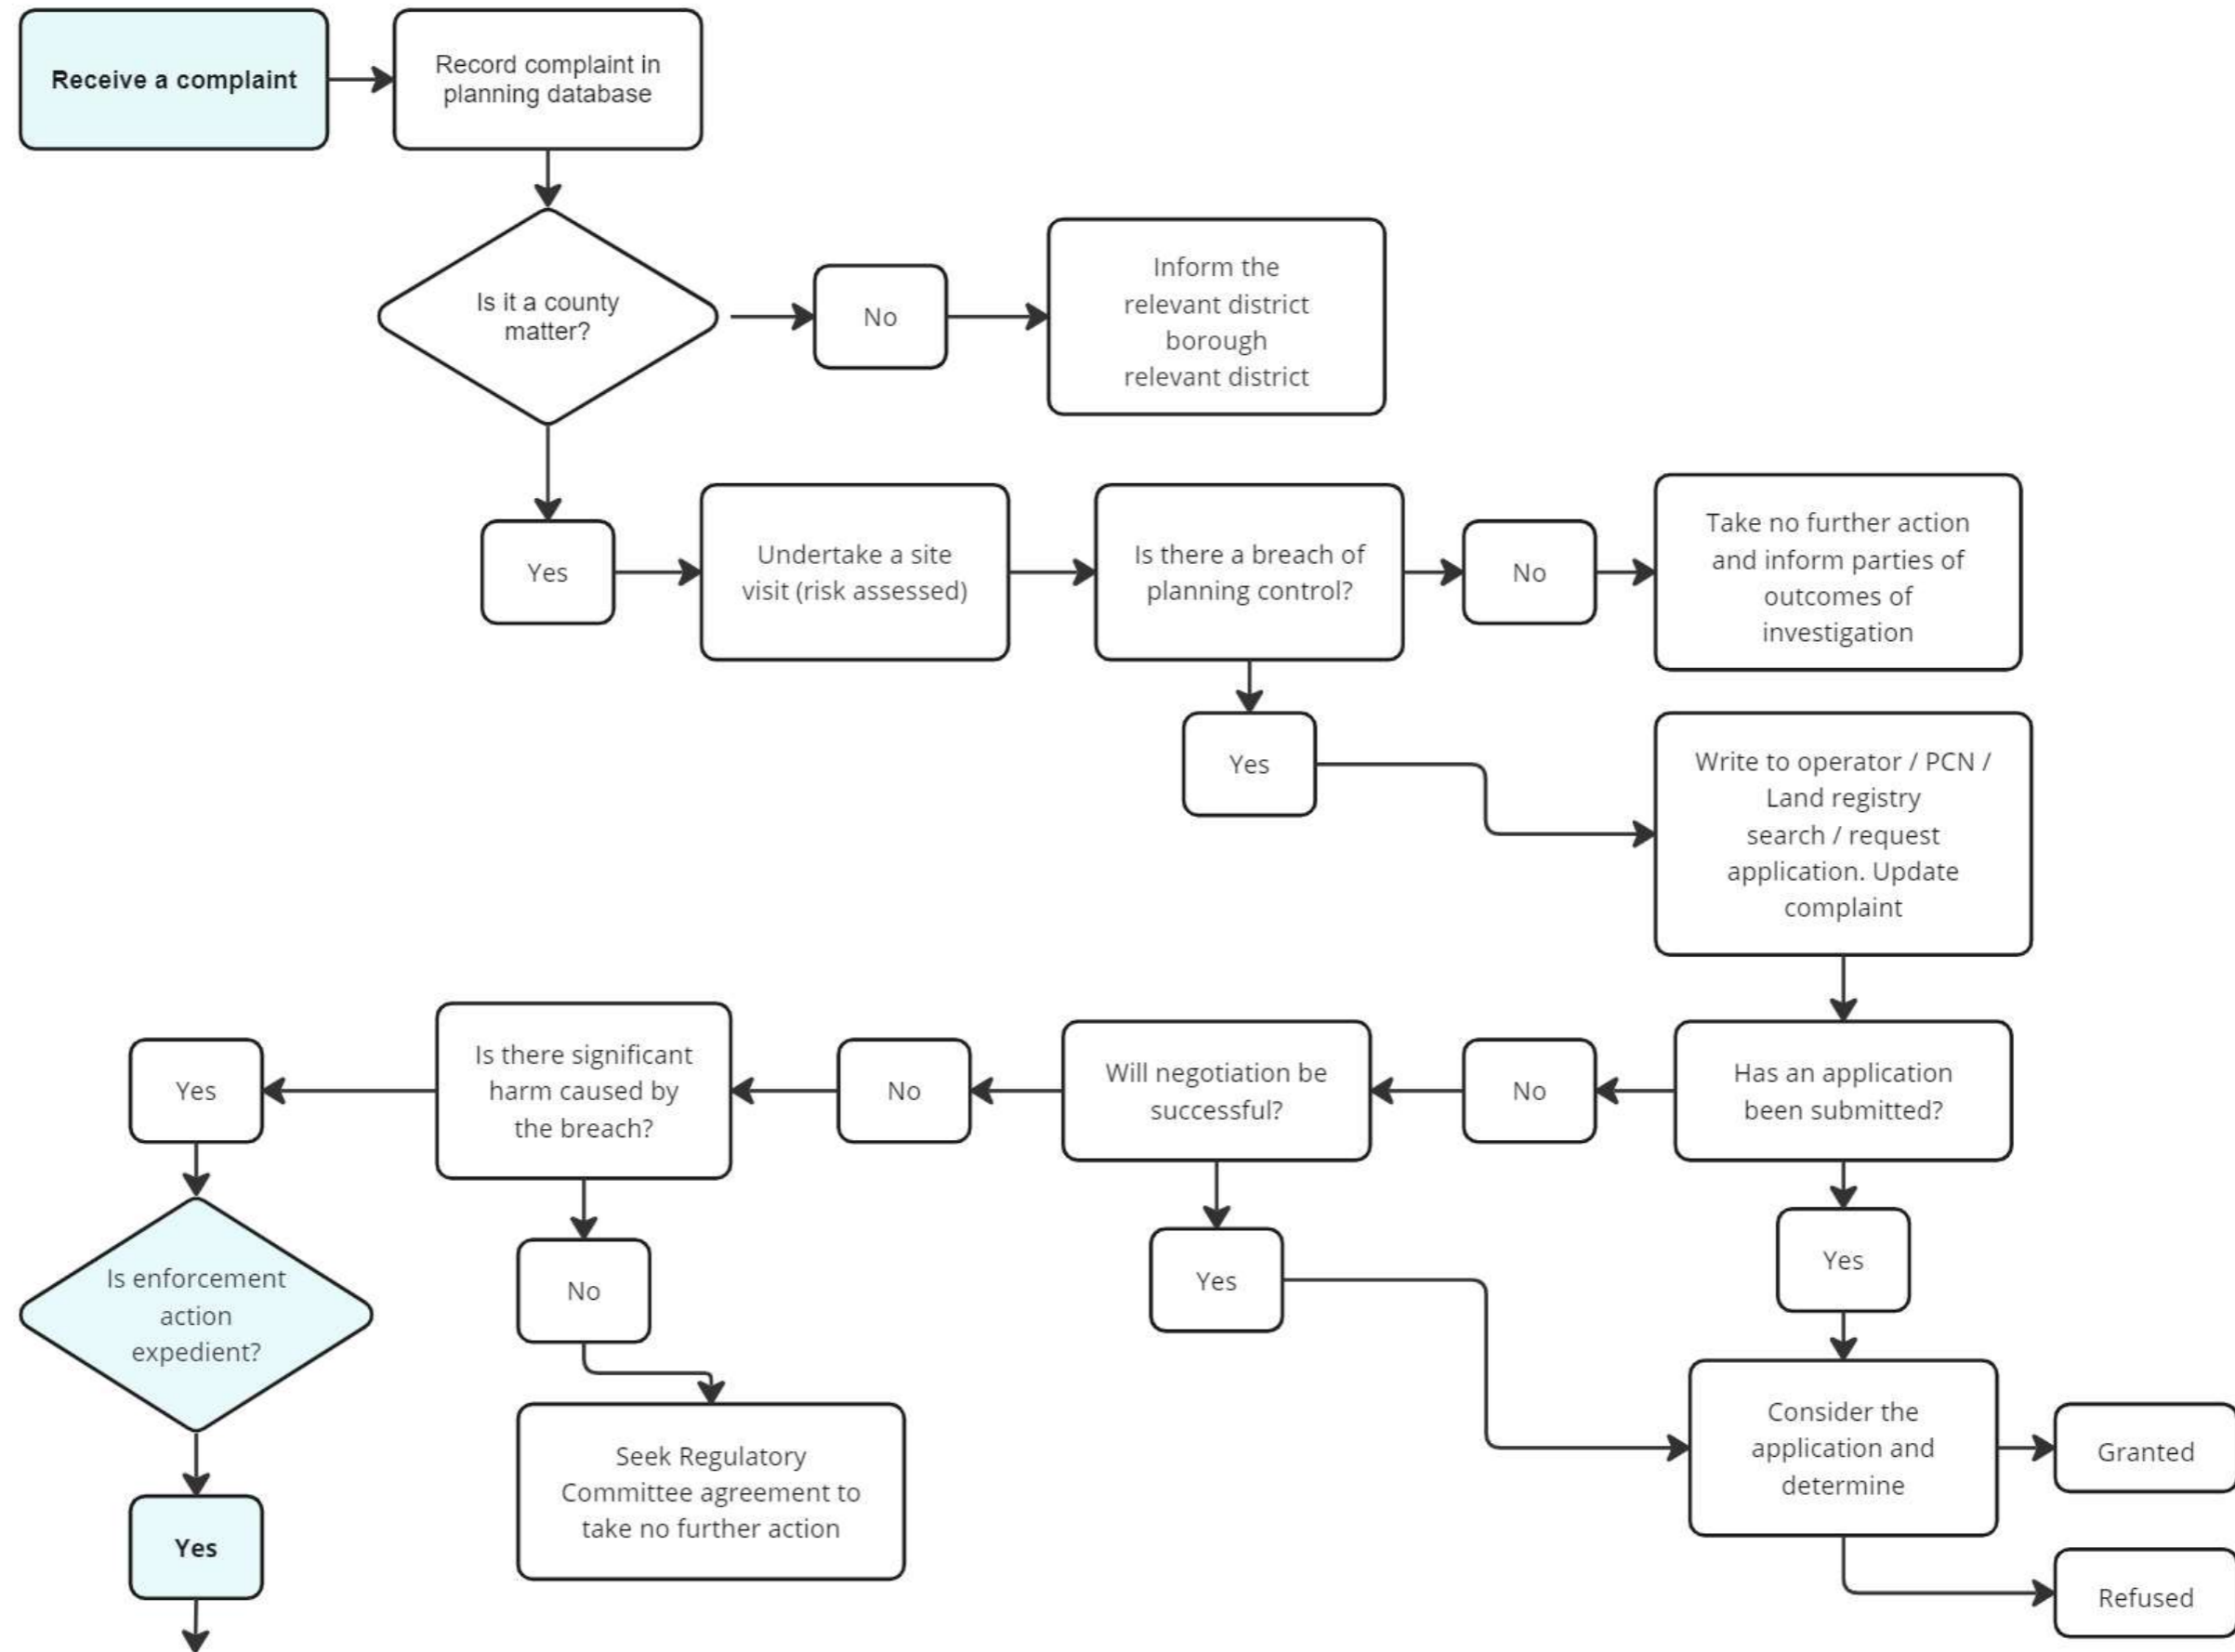 Receive a complaint
Record complaint in
planning database
Is it a county
matter?
No
Inform the
relevant district
borough
relevant district
Yes
Undertake a site
visit (risk assessed)
Is there a breach of
planning control?
No
Take no further action
and inform parties of
outcomes of
investigation
Yes
Write to operator / PCN /
Land registry
search / request
application. Update
complaint
Has an application
been submitted?
No
Will negotiation be
successful?
No
Is there significant
harm caused by
the breach?
Yes
Is enforcement
action
expedient?
Yes
No
Seek Regulatory
Committee agreement to
take no further action
Yes
Yes
Consider the
application and
determine
Granted
Refused